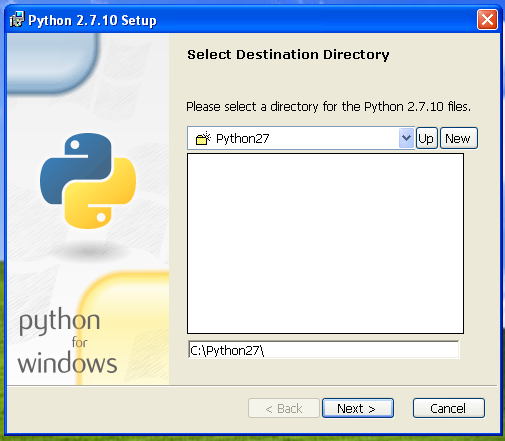 Python 2.7.10 Setup
Select Destination Directory
Please select a directory for the Python 2.7.10 files.
Python27
Up
New
C:\Python27\
python
for
windows
< Back
Next >
Cancel